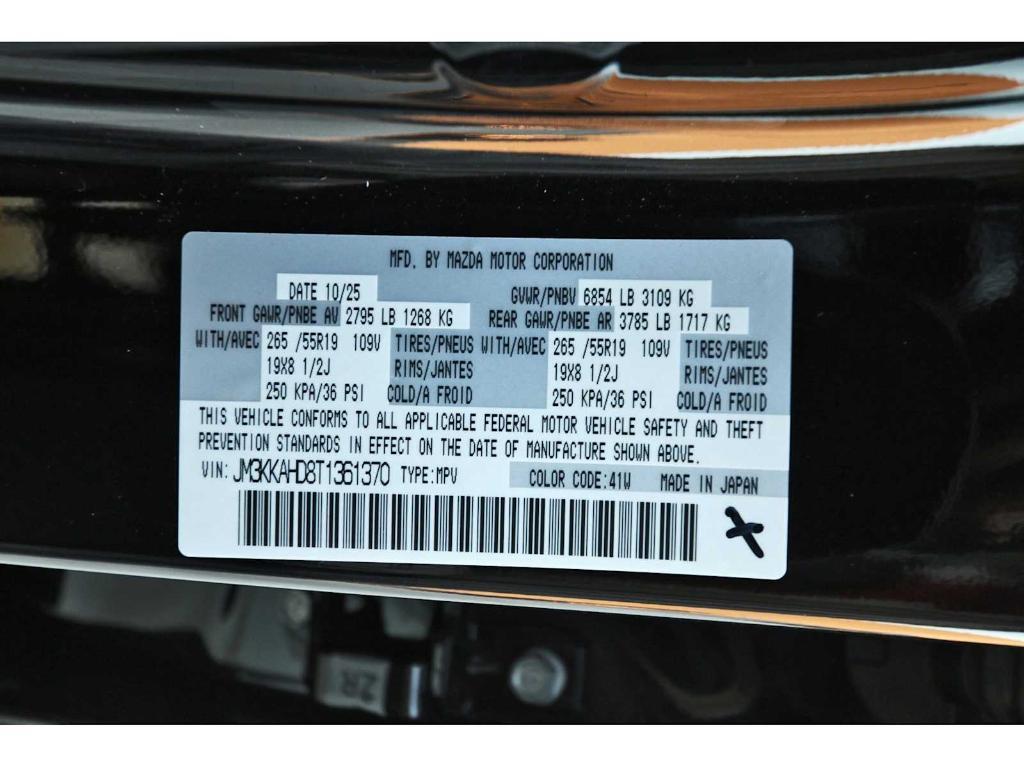 MFD. BY MAZDA MOTOR CORPORATION
DATE 10/25 GVWR/PNBV 6854 LB 3109 KG
FRONT GAWR/PNBE AV 2795 LB 1268 KG REAR GAWR/PNBE AR 3785 LB 1717 KG
WITH/AVEC 265 /55R19 109V TIRES/PNEUS WITH/AVEC 265 /55R19 109V TIRES/PNEUS
19X8 1/2J RIMS/JANTES 19X8 1/2J RIMS/JANTES
250 KPA/36 PSI COLD/A FROID 250 KPA/36 PSI COLD/A FROID
THIS VEHICLE CONFORMS TO ALL APPLICABLE FEDERAL MOTOR VEHICLE SAFETY AND THEFT
PREVENTION STANDARDS IN EFFECT ON THE DATE OF MANUFACTURE SHOWN ABOVE.
VIN: JM3KKAHD8T1361370 TYPE:MPV COLOR CODE:41W MADE IN JAPAN
X
ZR